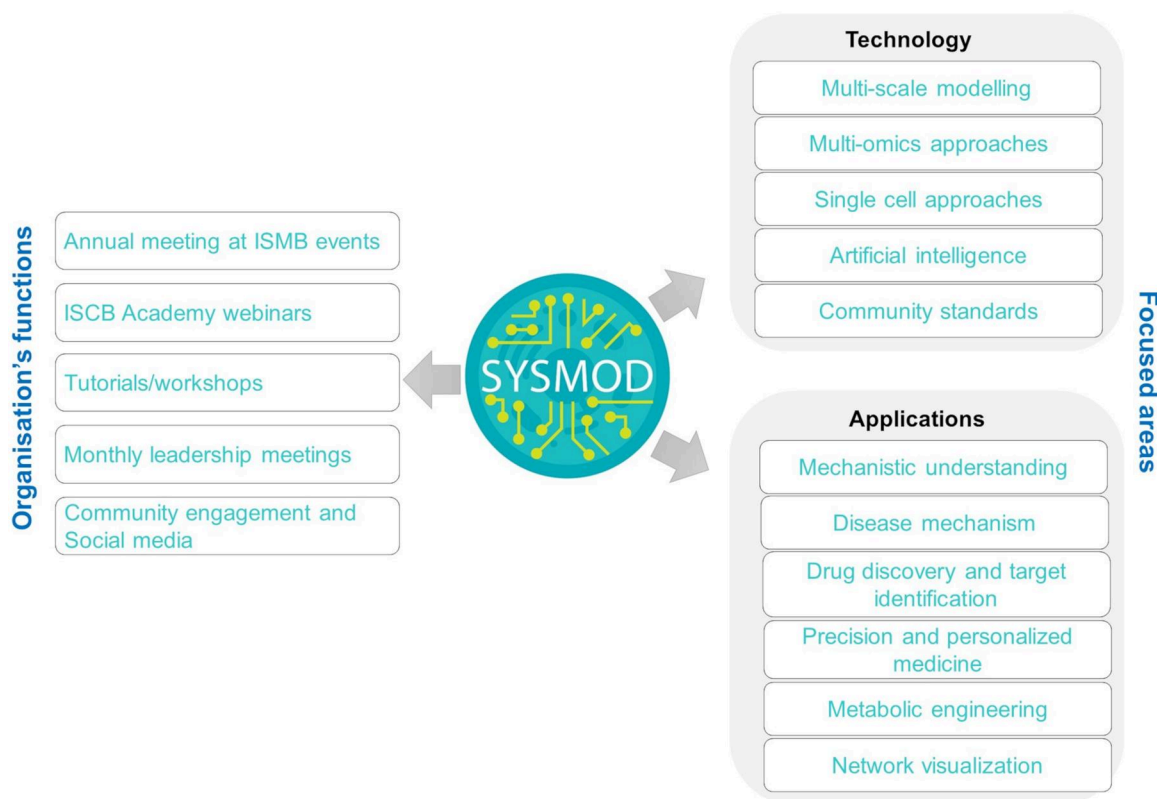 Organisation's functions
Annual meeting at ISMB events
ISCB Academy webinars
Tutorials/workshops
Monthly leadership meetings
Community engagement and
Social media
SYSMOD
Technology
Multi-scale modelling
Multi-omics approaches
Single cell approaches
Artificial intelligence
Community standards
Applications
Mechanistic understanding
Disease mechanism
Drug discovery and target
identification
Precision and personalized
medicine
Metabolic engineering
Network visualization
Focused areas